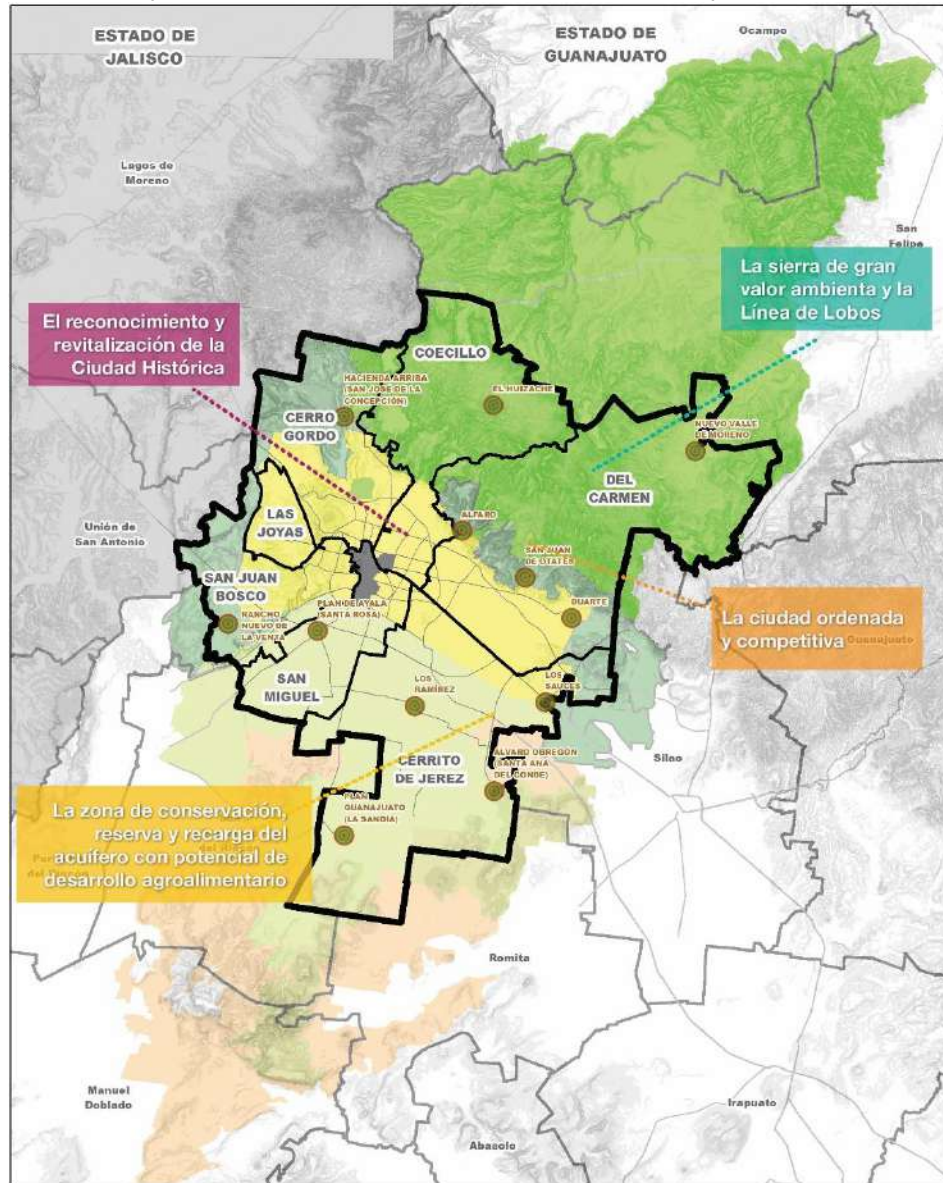 ESTADO DE
JALISCO
ESTADO DE
GUANAJUATO
Ocampo
Lagos de
Moreno
San
Felipe
La sierra de gran
valor ambienta y la
Línea de Lobos
El reconocimiento y
revitalización de la
Ciudad Histórica
COECILLO
HACIENDA ARRIBA
(SAN JOSE DE LA
CONCEPCIÓN)
EL HUIZACHE
CERRO
GORDO
NUEVO VALLE
DE MORENO
DEL
CARMEN
LAS
JOYAS
ALFARO
Unión de
San Antonio
SAN JUAN
DE OTATES
SAN JUAN
BOSCO
PLAN DE AYALA
(SANTA ROSA)
DUARTE
RANCHO
NUEVO DE
LA VENTA
La ciudad ordenada
y competitiva
Guanajuato
SAN
MIGUEL
LOS
RAMÍREZ
LOS
SAUCES
CERRITO
DE JEREZ
ALVARO OBREGÓN
(SANTA ANA
DEL CONDE)
Silao
La zona de conservación,
reserva y recarga del
acuífero con potencial de
desarrollo agroalimentario
PLAN
GUANAJUATO
(LA SANDIA)
del Rincón
Romita
Manuel
Doblado
Irapuato
Abasolo